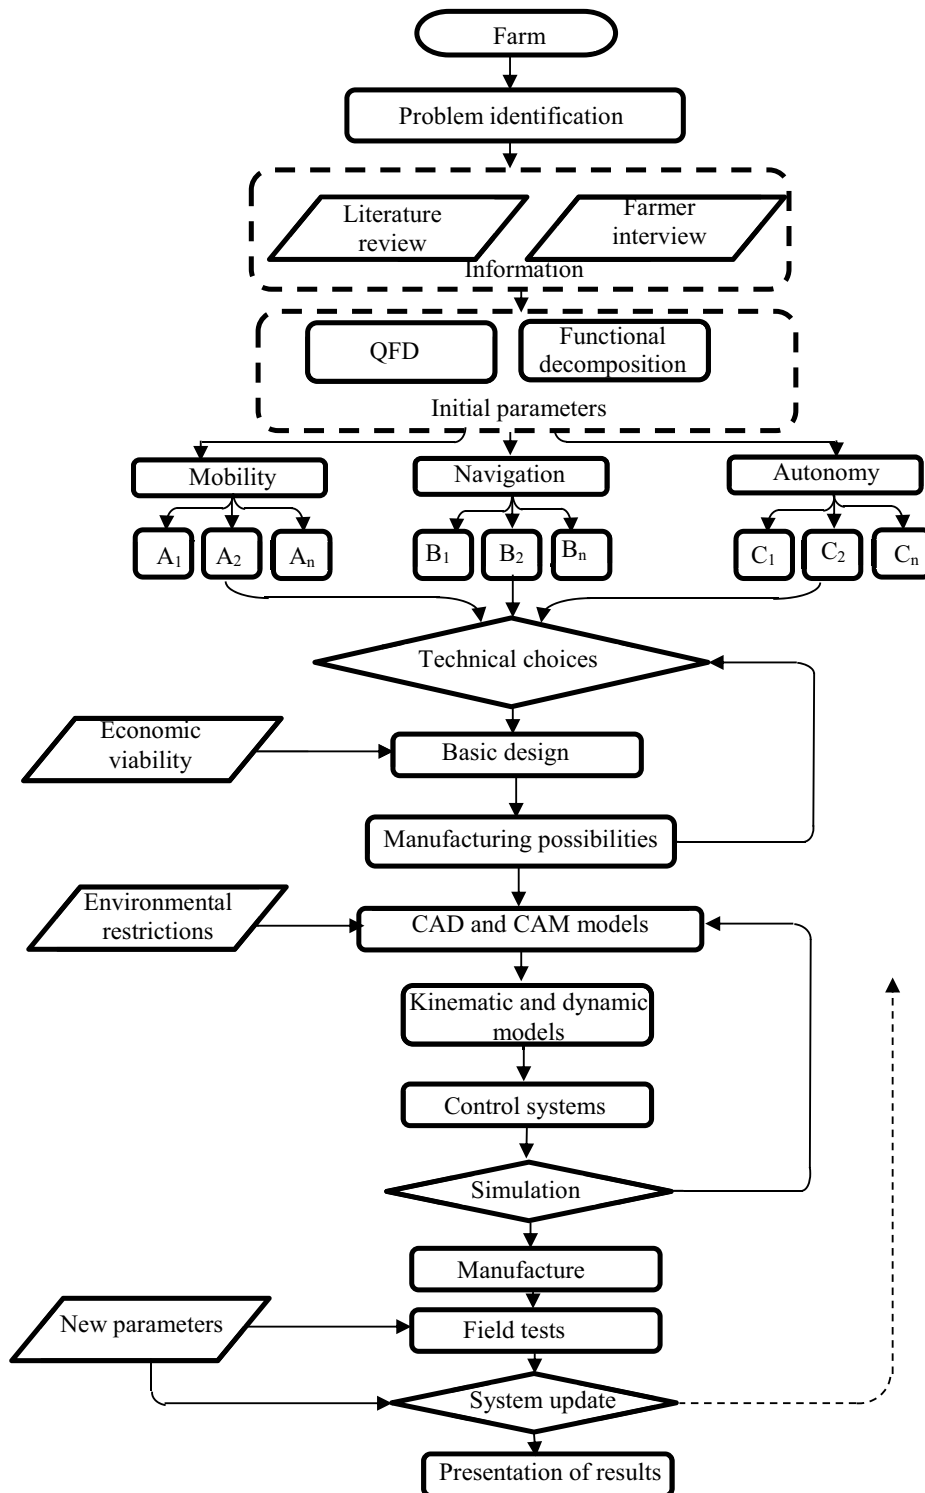 Farm
Problem identification
Literature
review
Farmer
interview
Information
QFD
Functional
decomposition
Initial parameters
Mobility
Navigation
Autonomy
A1
A2
An
B1
B2
Bn
C1
C2
Cn
Technical choices
Economic
viability
Basic design
Manufacturing possibilities
Environmental
restrictions
CAD and CAM models
Kinematic and dynamic
models
Control systems
Simulation
Manufacture
New parameters
Field tests
System update
Presentation of results